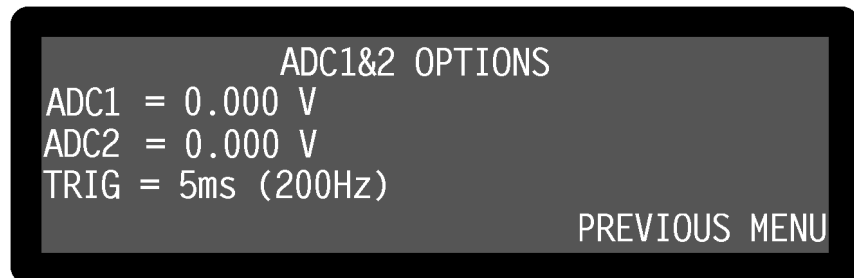 ADC1&2 OPTIONS
ADC1 = 0.000 V
ADC2 = 0.000 V
TRIG = 5ms (200Hz)
PREVIOUS MENU